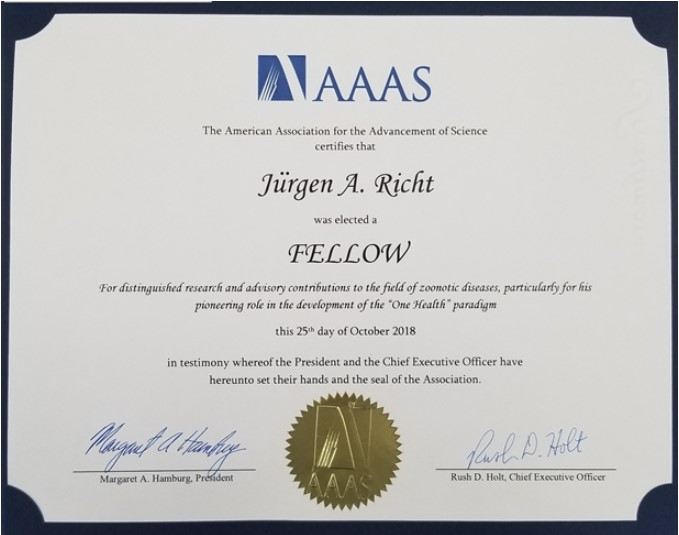 AAAS
The American Association for the Advancement of Science
certifies that
Jürgen A. Richt
was elected a
FELLOW
For distinguished research and advisory contributions to the field of zoonotic diseases, particularly for his
pioneering role in the development of the "One Health" paradigm
this 25th day of October 2018
in testimony whereof the President and the Chief Executive Officer have
hereunto set their hands and the seal of the Association.
Margaret A Hamburg
Rush D. Holt
AAAS
Margaret A. Hamburg, President
Rush D. Holt, Chief Executive Officer